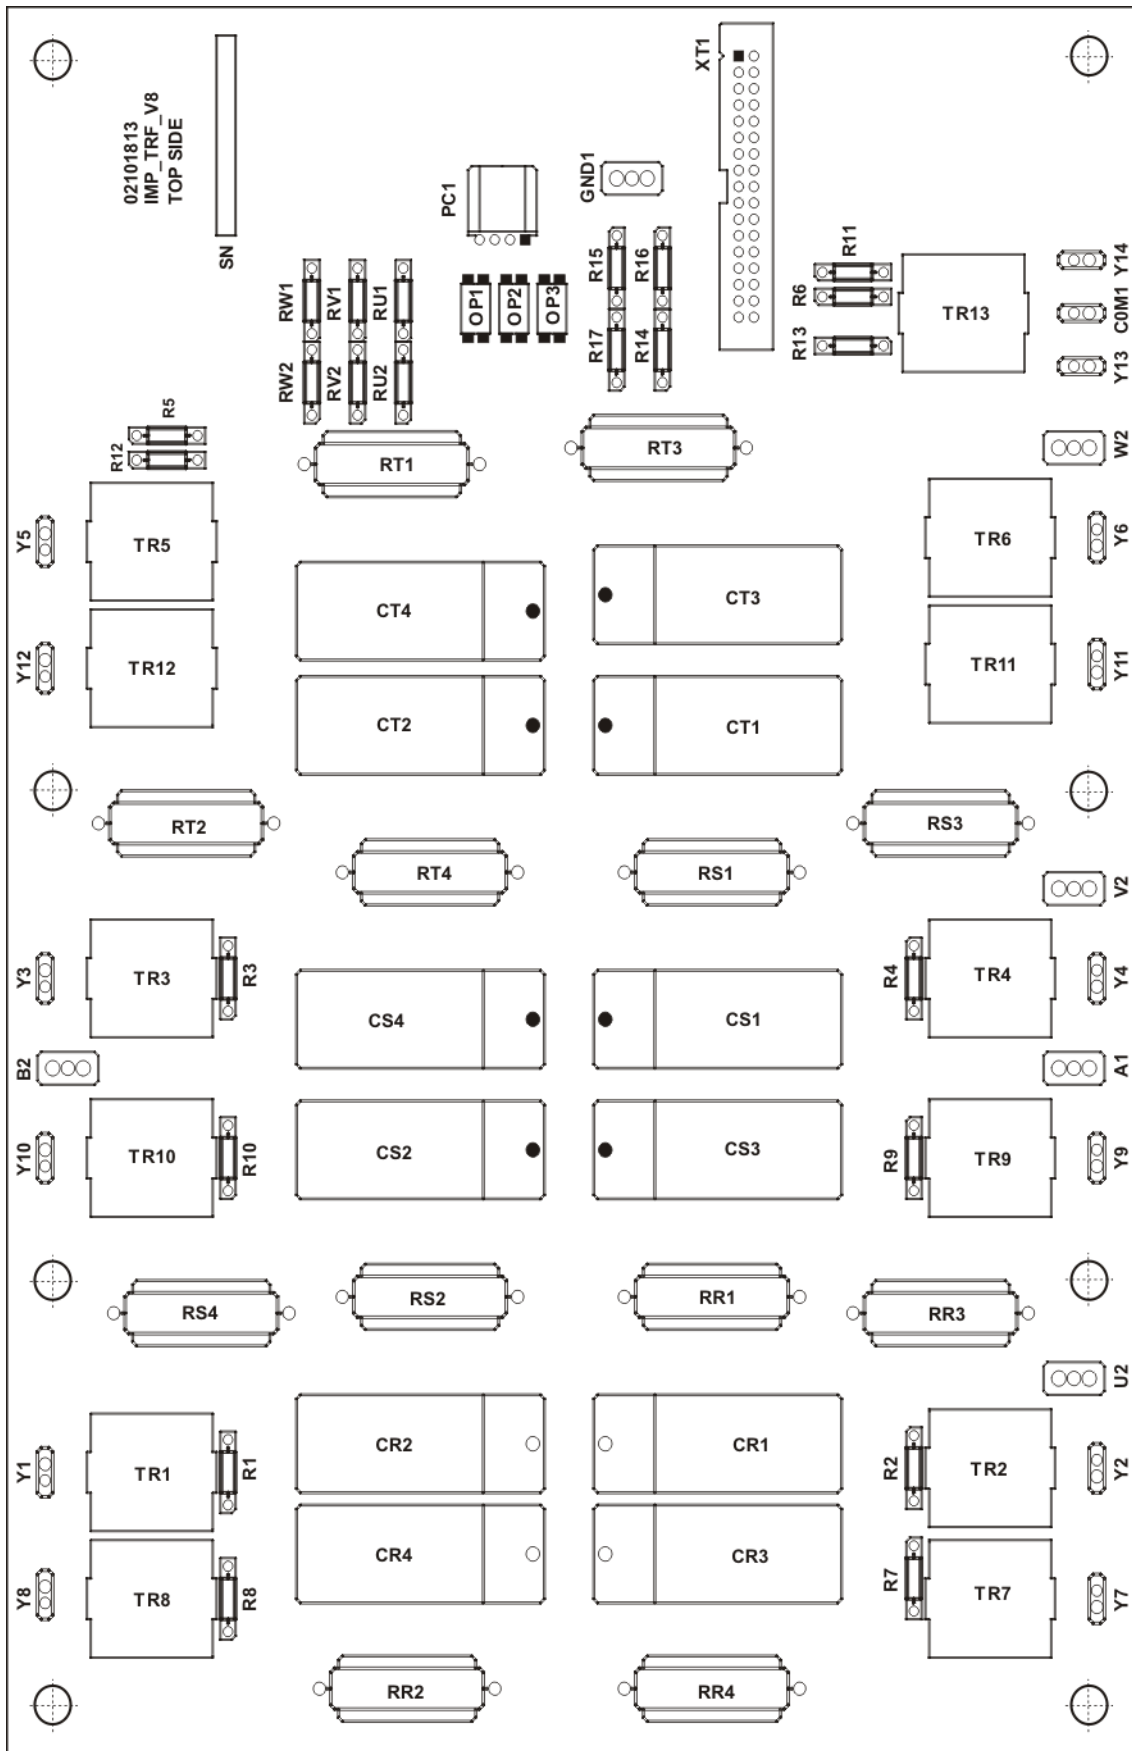 02101813
IMP_TRF_V8
TOP SIDE
SN
PC1
GND1
XT1
RW1
RV1
RU1
OP1
OP2
OP3
R15
R16
R11
R6
R13
TR13
Y14
C0M1
Y13
RW2
RV2
RU2
R17
R14
R5
R12
RT1
RT3
W2
Y5
TR5
TR6
Y6
CT4
CT3
Y12
TR12
TR11
Y11
CT2
CT1
RT2
RS3
RT4
RS1
V2
Y3
TR3
R3
R4
TR4
Y4
CS4
CS1
B2
A1
Y10
TR10
R10
CS2
CS3
R9
TR9
Y9
RS4
RS2
RR1
RR3
U2
Y1
TR1
R1
CR2
CR1
R2
TR2
Y2
Y8
TR8
R8
CR4
CR3
R7
TR7
Y7
RR2
RR4